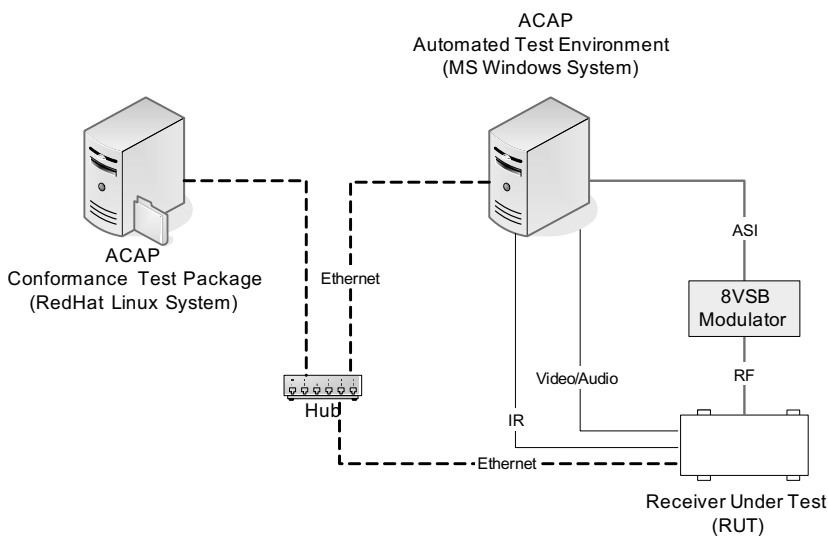 ACAP
Automated Test Environment
(MS Windows System)
ACAP
Conformance Test Package
(RedHat Linux System)
Ethernet
ASI
8VSB
Modulator
Video/Audio
RF
Hub
IR
Ethernet
Receiver Under Test
(RUT)